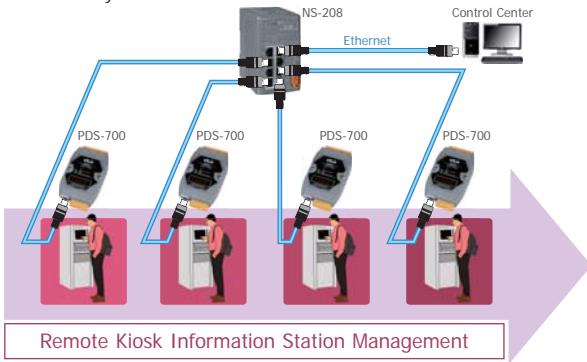 NS-208
Control Center
Ethernet
PDS-700
PDS-700
PDS-700
PDS-700
Remote Kiosk Information Station Management